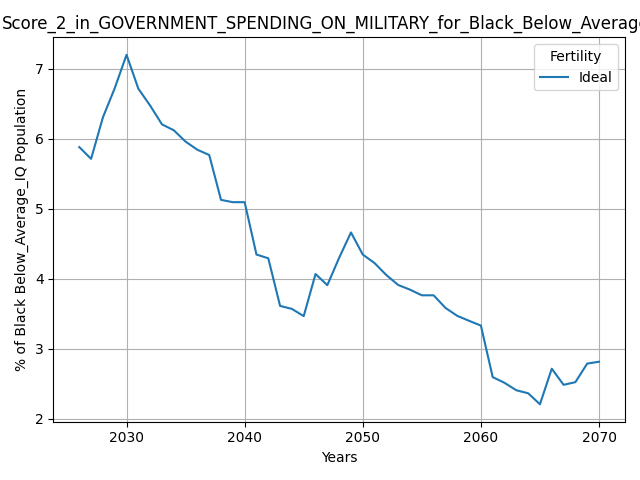 Score_2_in_GOVERNMENT_SPENDING_ON_MILITARY_for_Black_Below_Average
% of Black Below_Average_IQ Population
7
6
5
4
3
2
Fertility
Ideal
2030 2040 2050 2060 2070
Years